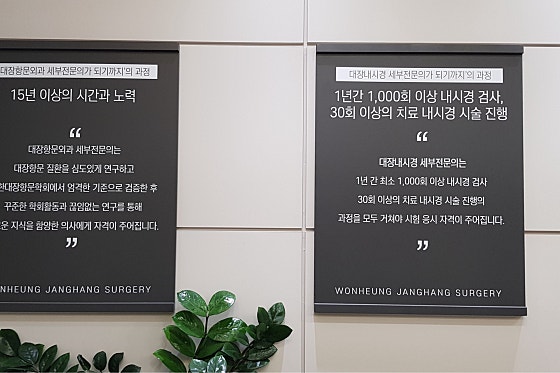 대장항문외과 세부전문의가 되기까지'의 과정
15년 이상의 시간과 노력
“
대장항문외과 세부전문의는
대장항문 질환을 심도있게 연구하고
한대장항문학회에서 엄격한 기준으로 검증한 후
꾸준한 학회활동과 끊임없는 연구를 통해
지식을 함양한 의사에게 자격이 주어집니다.
”
WONHEUNG JANGHANG SURGERY
대장내시경 세부전문의가 되기까지'의 과정
1년간 1,000회 이상 내시경 검사,
30회 이상의 치료 내시경 시술 진행
“
대장내시경 세부전문의는
1년 간 최소 1,000회 이상 내시경 검사
30회 이상의 치료 내시경 시술 진행의
과정을 모두 거쳐야 시험 응시 자격이 주어집니다.
”
WONHEUNG JANGHANG SURGERY